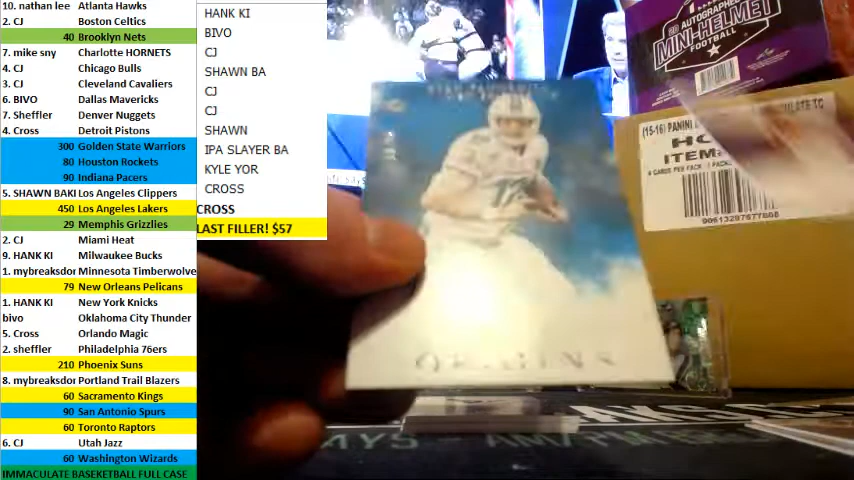 10. nathan lee Atlanta Hawks
2. CJ Boston Celtics
40 Brooklyn Nets
7. mike sny Charlotte HORNETS
4. CJ Chicago Bulls
3. CJ Cleveland Cavaliers
6. BIVO Dallas Mavericks
7. Sheffler Denver Nuggets
4. Cross Detroit Pistons
300 Golden State Warriors
80 Houston Rockets
90 Indiana Pacers
5. SHAWN BAKI Los Angeles Clippers
450 Los Angeles Lakers
29 Memphis Grizzlies
2. CJ Miami Heat
9. HANK KI Milwaukee Bucks
1. mybreaksdor Minnesota Timberwolve
79 New Orleans Pelicans
1. HANK KI New York Knicks
bivo Oklahoma City Thunder
5. Cross Orlando Magic
2. sheffler Philadelphia 76ers
210 Phoenix Suns
8. mybreaksdor Portland Trail Blazers
60 Sacramento Kings
90 San Antonio Spurs
60 Toronto Raptors
6. CJ Utah Jazz
60 Washington Wizards
IMMACULATE BASEKETBALL FULL CASE
HANK KI
BIVO
CJ
SHAWN BA
CJ
CJ
SHAWN
IPA SLAYER BA
KYLE YOR
CROSS
CROSS
LAST FILLER! $57
ORIGINS
AUTOGRAPHED
MINI-HELMET
FOOTBALL
(15-16) PANINI
ITEM